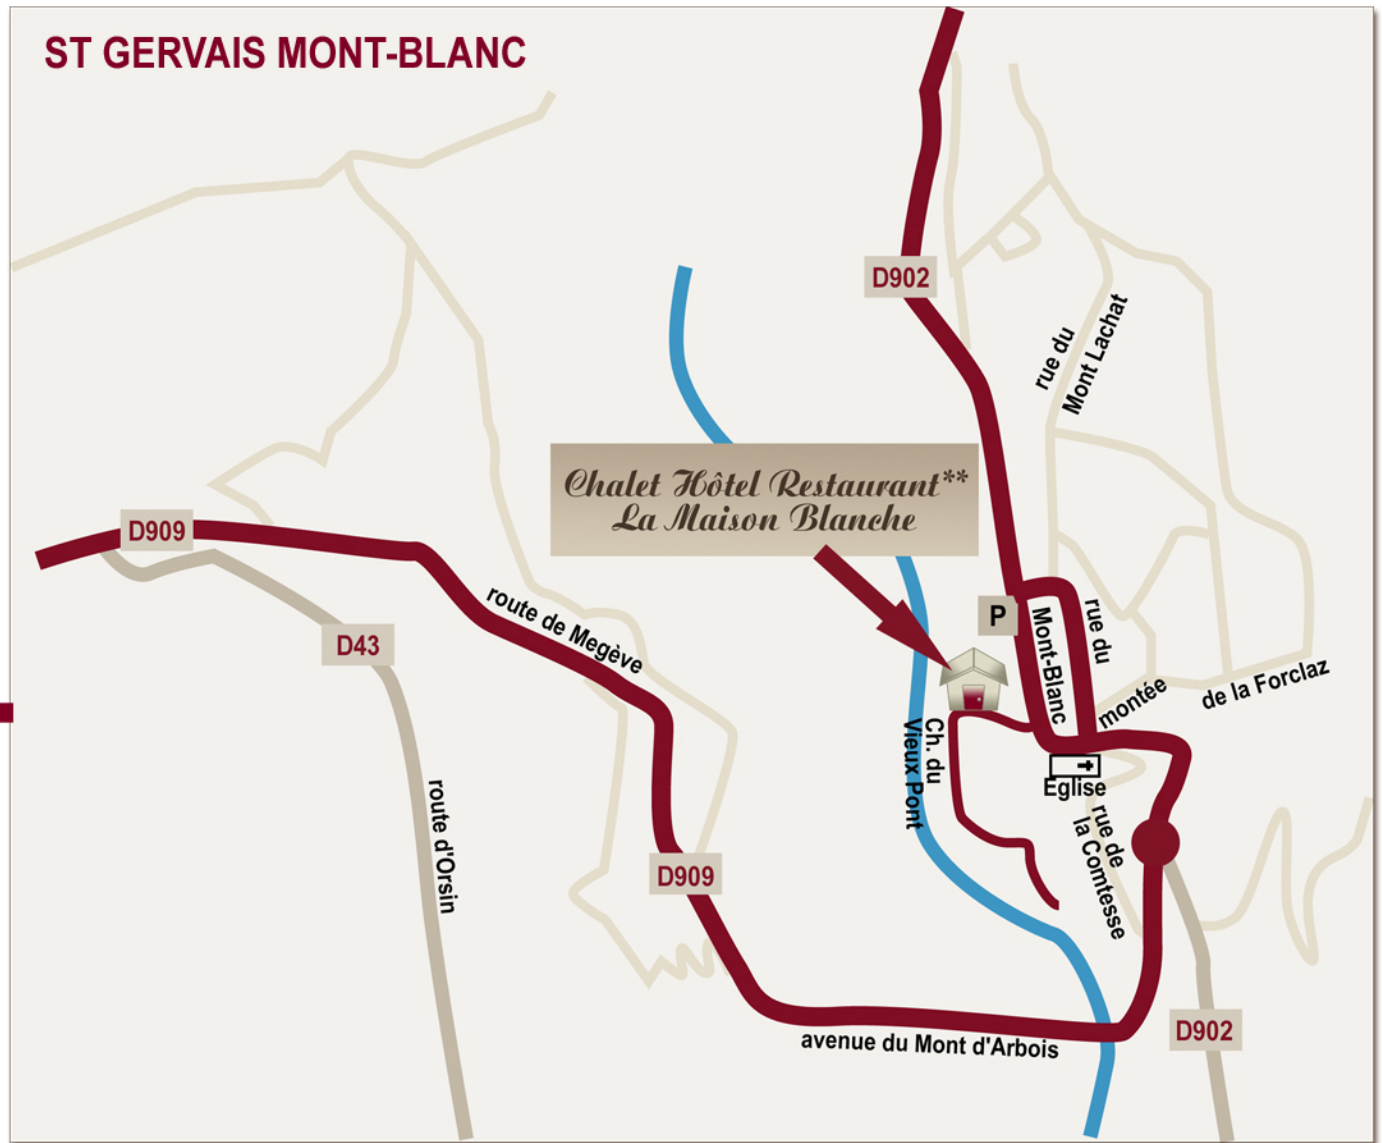 ST GERVAIS MONT-BLANC
D902
rue du
Mont Lachat
Chalet Hôtel Restaurant**
La Maison Blanche
D909
route de Megève
P
Mont-Blanc
rue du
D43
montée
de la Forclaz
Ch. du
Vieux Pont
Eglise
route d'Orsin
rue de
la Comtesse
D909
avenue du Mont d'Arbois
D902